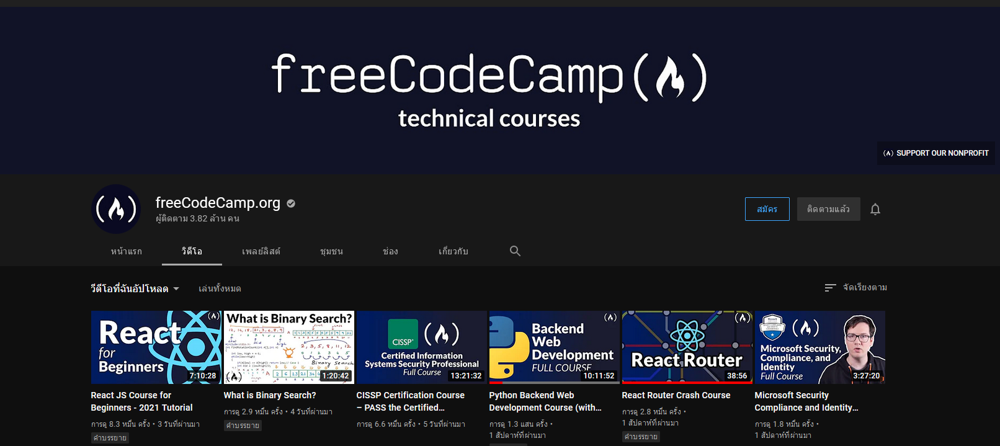 freeCodeCamp(
technical courses
SUPPORT OUR NONPROFIT
freeCodeCamp.org
ผู้ติดตาม 3.82 ล้าน คน
สมัคร
ติดตามแล้ว
หน้าแรก
วิดีโอ
เพลย์ลิสต์
ชุมชน
ช่อง
เกี่ยวกับ
วิดีโอที่ฉันอัปโหลด
เล่นทั้งหมด
จัดเรียงตาม
React
for
Beginners
7:10:28
React JS Course for
Beginners - 2021 Tutorial
การดู 8.3 หมื่น ครั้ง • 3 วันที่ผ่านมา
คำบรรยาย
What is Binary Search?
Binary Search
1:20:42
What is Binary Search?
การดู 2.9 หมื่น ครั้ง • 4 วันที่ผ่านมา
คำบรรยาย
CISSP
Certified Information
Systems Security Professional
Full Course
13:21:32
CISSP Certification Course
– PASS the Certified…
การดู 6.6 หมื่น ครั้ง • 5 วันที่ผ่านมา
Backend
Web
Development
FULL COURSE
10:11:52
Python Backend Web
Development Course (with…
การดู 1.3 แสน ครั้ง •
1 สัปดาห์ที่ผ่านมา
React Router
38:56
React Router Crash Course
การดู 2.8 หมื่น ครั้ง •
1 สัปดาห์ที่ผ่านมา
คำบรรยาย
Microsoft Security,
Compliance, and
Identity
Full Course
3:27:20
Microsoft Security
Compliance and Identity…
การดู 1.8 หมื่น ครั้ง •
1 สัปดาห์ที่ผ่านมา